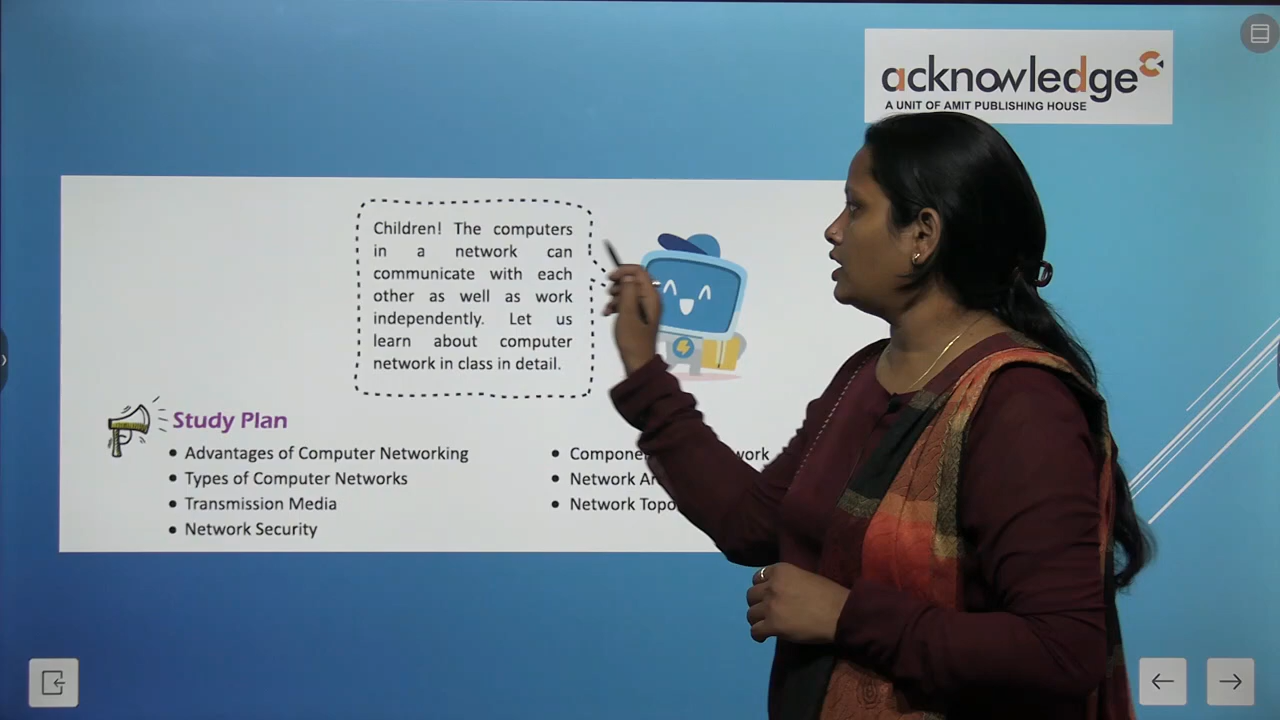 acknowledge
A UNIT OF AMIT PUBLISHING HOUSE
Children! The computers
in a network can
communicate with each
other as well as work
independently. Let us
learn about computer
network in class in detail.
Study Plan
• Advantages of Computer Networking
• Types of Computer Networks
• Transmission Media
• Network Security
•
• Network
• Network